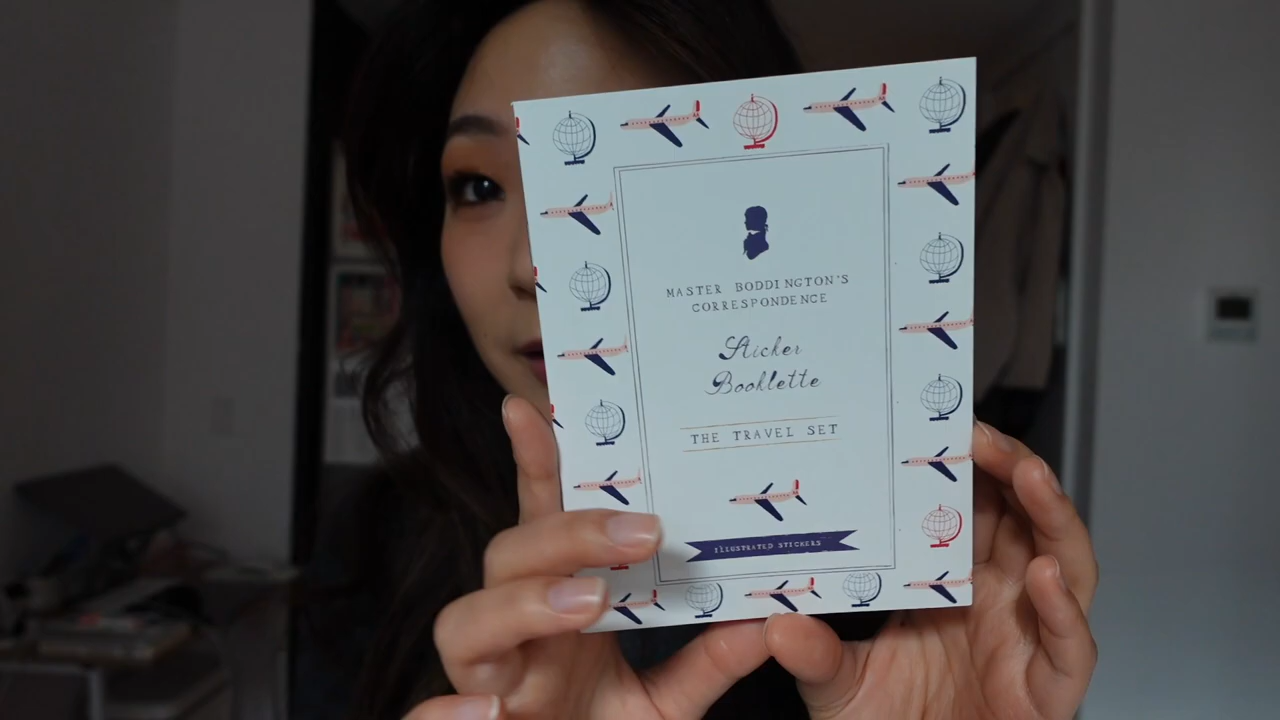 MASTER BODDINGTON'S
CORRESPONDENCE
Sticker
Booklette
THE TRAVEL SET
ILLUSTRATED STICKERS